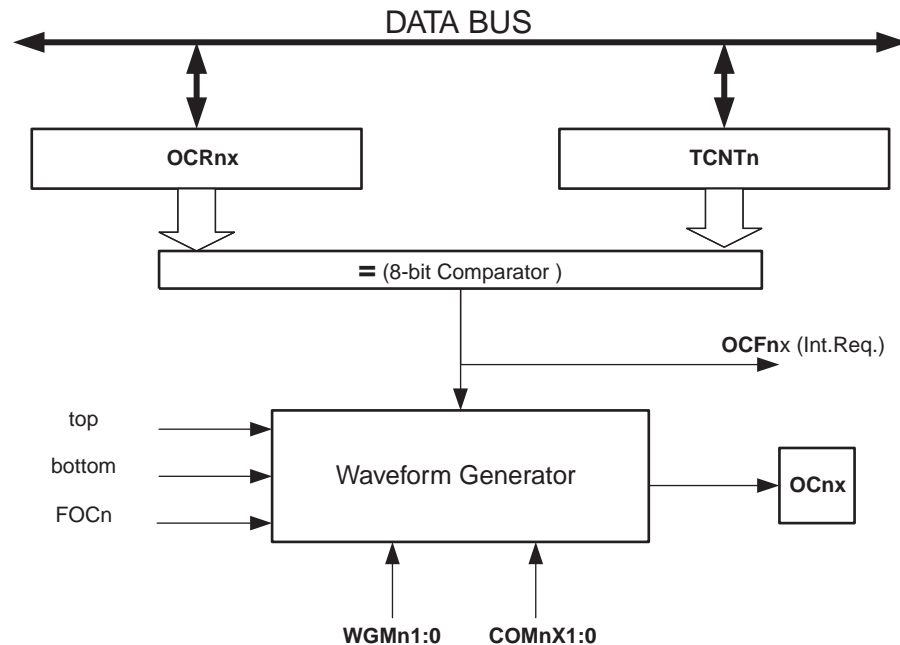 DATA BUS
OCRnx
TCNTn
= (8-bit Comparator )
OCFnx (Int.Req.)
top
bottom
FOCn
Waveform Generator
OCnx
WGMn1:0
COMnX1:0